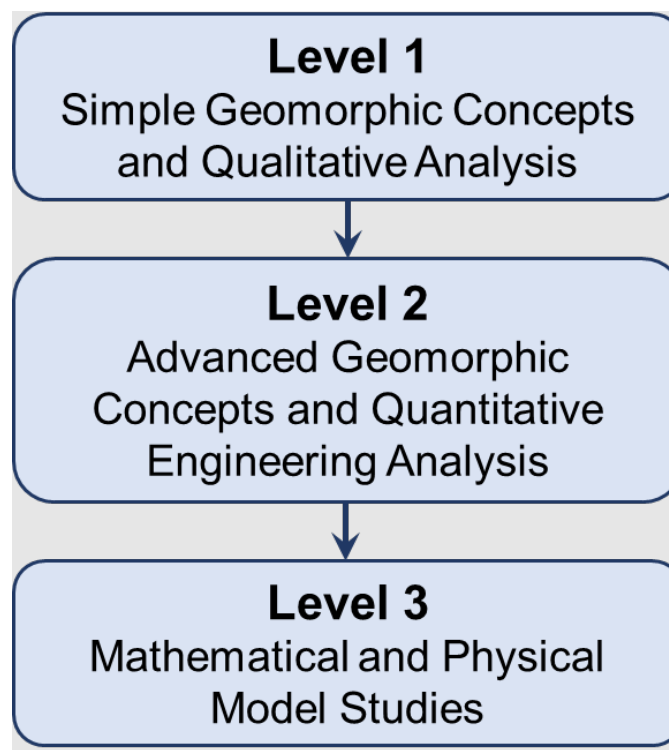 Level 1
Simple Geomorphic Concepts
and Qualitative Analysis
Level 2
Advanced Geomorphic
Concepts and Quantitative
Engineering Analysis
Level 3
Mathematical and Physical
Model Studies